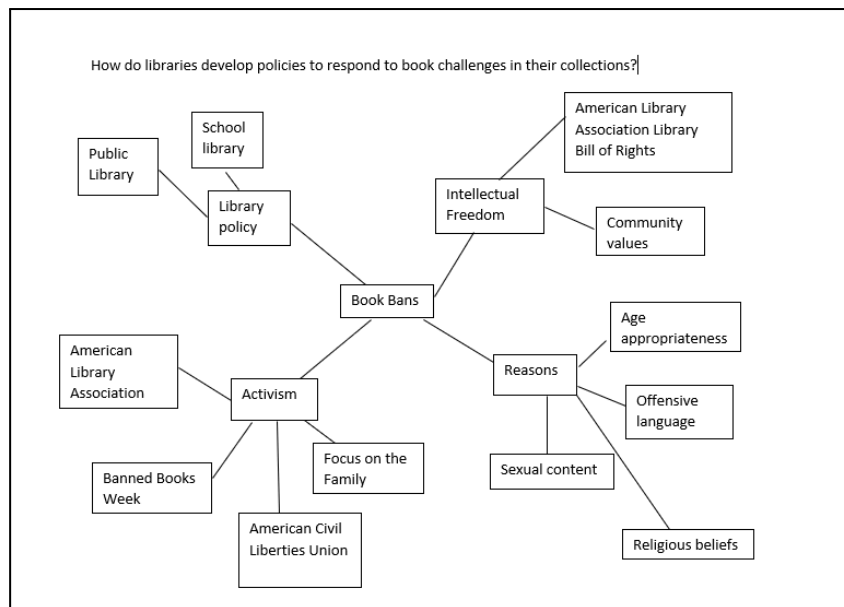 How do libraries develop policies to respond to book challenges in their collections?
School
library
Public
Library
Library
policy
American Library
Association Library
Bill of Rights
Intellectual
Freedom
Community
values
Book Bans
American
Library
Association
Activism
Banned Books
Week
American Civil
Liberties Union
Focus on the
Family
Reasons
Age
appropriateness
Offensive
language
Sexual content
Religious beliefs